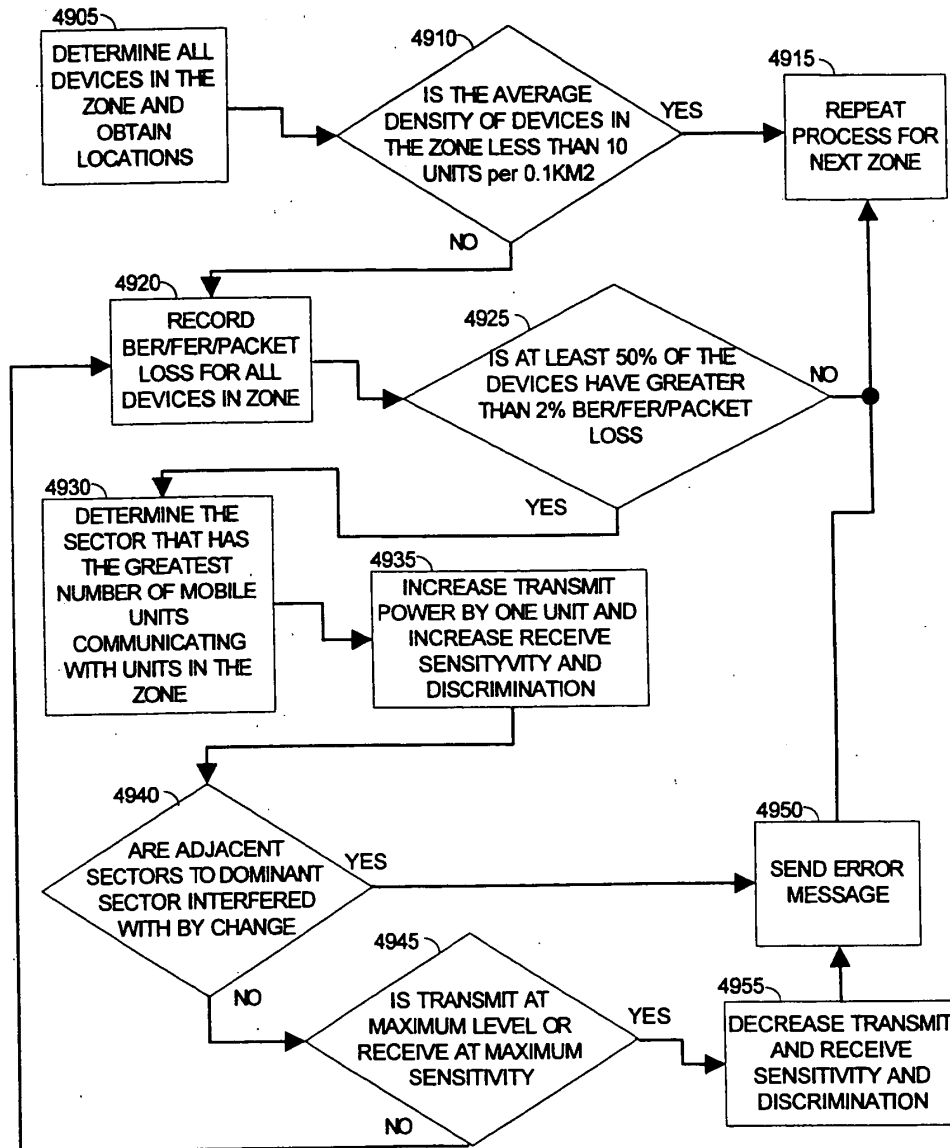 4905
DETERMINE ALL
DEVICES IN THE
ZONE AND
OBTAIN
LOCATIONS
4910
IS THE AVERAGE
DENSITY OF DEVICES IN
THE ZONE LESS THAN 10
UNITS per 0.1KM2
YES
NO
4915
REPEAT
PROCESS FOR
NEXT ZONE
4920
RECORD
BER/FER/PACKET
LOSS FOR ALL
DEVICES IN ZONE
4925
IS AT LEAST 50% OF THE
DEVICES HAVE GREATER
THAN 2% BER/FER/PACKET
LOSS
NO
YES
4930
DETERMINE THE
SECTOR THAT HAS
THE GREATEST
NUMBER OF MOBILE
UNITS
COMMUNICATING
WITH UNITS IN THE
ZONE
4935
INCREASE TRANSMIT
POWER BY ONE UNIT AND
INCREASE RECEIVE
SENSITYVITY AND
DISCRIMINATION
4940
ARE ADJACENT
SECTORS TO DOMINANT
SECTOR INTERFERED
WITH BY CHANGE
YES
NO
4950
SEND ERROR
MESSAGE
4945
IS TRANSMIT AT
MAXIMUM LEVEL OR
RECEIVE AT MAXIMUM
SENSITIVITY
YES
NO
4955
DECREASE TRANSMIT
AND RECEIVE
SENSITIVITY AND
DISCRIMINATION